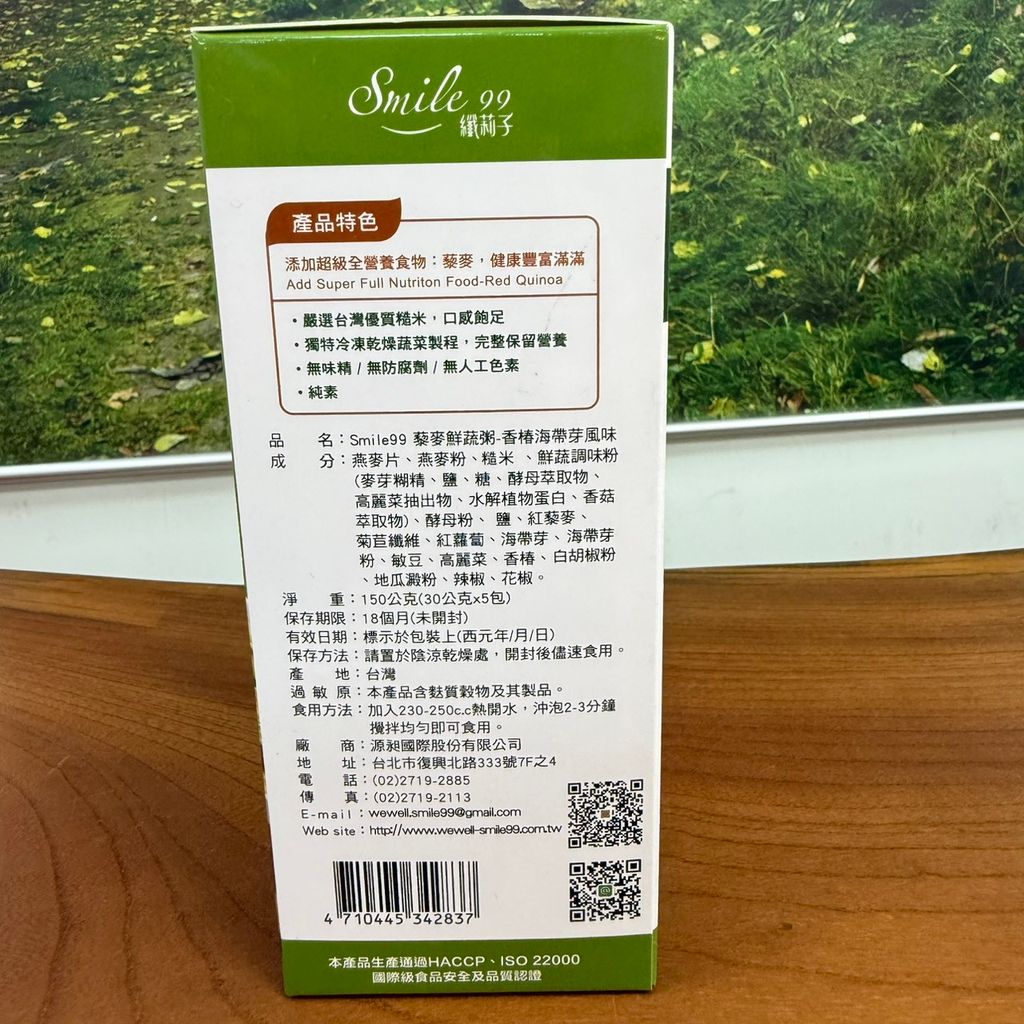 Smile 99
纖莉子
產品特色
添加超級全營養食物：藜麥，健康豐富滿滿
Add Super Full Nutriton Food-Red Quinoa
・嚴選台灣優質糙米，口感飽足
・獨特冷凍乾燥蔬菜製程，完整保留營養
・無味精 / 無防腐劑 / 無人工色素
・純素
品　名：Smile99 藜麥鮮蔬粥-香椿海帶芽風味
成　分：燕麥片、燕麥粉、糙米 、鮮蔬調味粉
(麥芽糊精、鹽、糖、酵母萃取物、
高麗菜抽出物、水解植物蛋白、香菇
萃取物)、酵母粉、 鹽、紅藜麥、
菊苣纖維、紅蘿蔔、海帶芽、海帶芽
粉、敏豆、高麗菜、香椿、白胡椒粉
、地瓜澱粉、辣椒、花椒。
淨　重：150公克(30公克x5包)
保存期限：18個月(未開封)
有效日期：標示於包裝上(西元年/月/日)
保存方法：請置於陰涼乾燥處，開封後儘速食用。
產　地：台灣
過 敏 原：本產品含麩質穀物及其製品。
食用方法：加入230-250c.c熱開水，沖泡2-3分鐘
攪拌均勻即可食用。
廠　商：源昶國際股份有限公司
地　址：台北市復興北路333號7F之4
電　話：(02)2719-2885
傳　真：(02)2719-2113
E-mail：wewell.smile99@gmail.com
Web site：http://www.wewell-smile99.com.tw
4 710445 342837
本產品生產通過HACCP、ISO 22000
國際級食品安全及品質認證